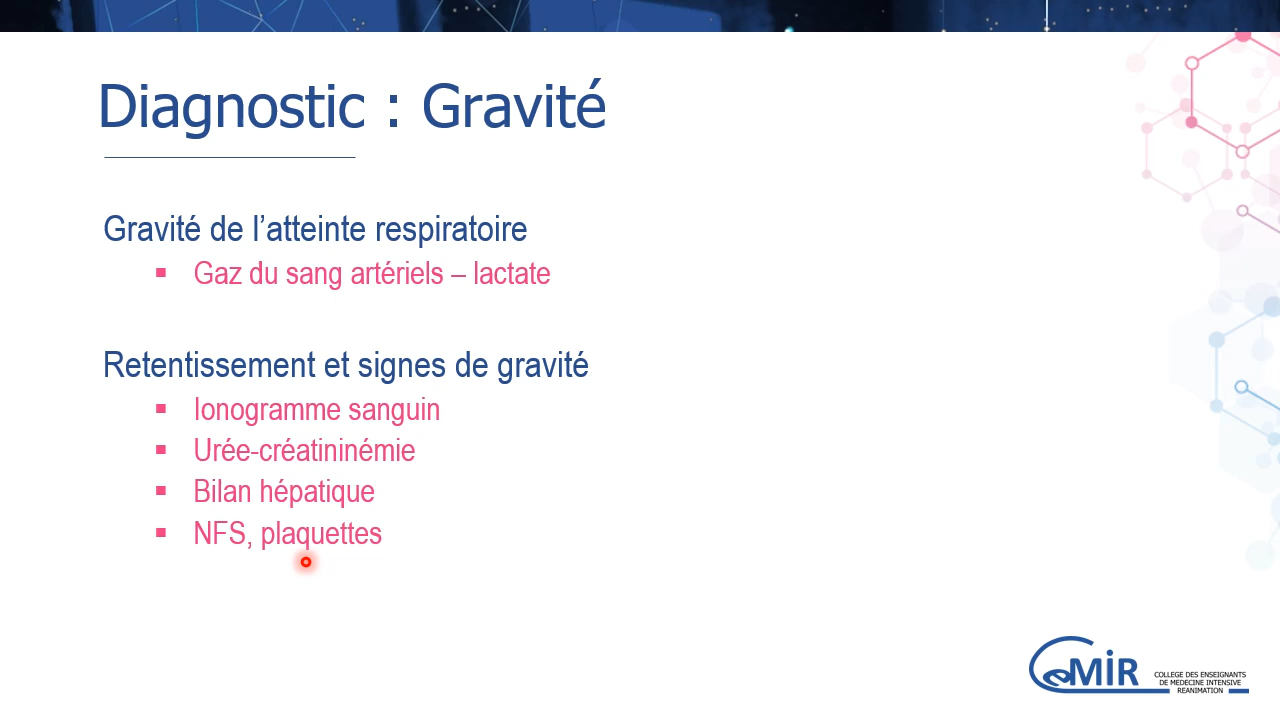 Diagnostic : Gravité
Gravité de l’atteinte respiratoire
▪ Gaz du sang artériels – lactate
Retentissement et signes de gravité
▪ Ionogramme sanguin
▪ Urée-créatininémie
▪ Bilan hépatique
▪ NFS, plaquettes
CeMIR
COLLEGE DES ENSEIGNANTS
DE MEDECINE INTENSIVE
REANIMATION